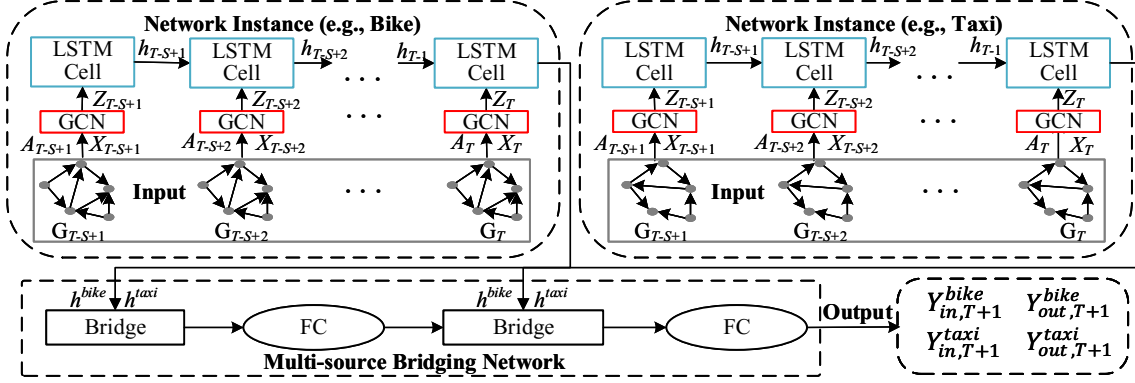 Network Instance (e.g., Bike)
LSTM Cell h_{T-S+1} LSTM Cell h_{T-S+2} . . . h_{T-1} LSTM Cell
Z_{T-S+1} Z_{T-S+2} Z_T
GCN GCN . . . GCN
A_{T-S+1} X_{T-S+1} A_{T-S+2} X_{T-S+2} A_T X_T
Input . . .
G_{T-S+1} G_{T-S+2} G_T
Network Instance (e.g., Taxi)
LSTM Cell h_{T-S+1} LSTM Cell h_{T-S+2} . . . h_{T-1} LSTM Cell
Z_{T-S+1} Z_{T-S+2} Z_T
GCN GCN . . . GCN
A_{T-S+1} X_{T-S+1} A_{T-S+2} X_{T-S+2} A_T X_T
Input . . .
G_{T-S+1} G_{T-S+2} G_T
h^{bike} h^{taxi} h^{bike} h^{taxi}
Bridge FC Bridge FC Output
Multi-source Bridging Network
Y_{in,T+1}^{bike} Y_{out,T+1}^{bike}
Y_{in,T+1}^{taxi} Y_{out,T+1}^{taxi}